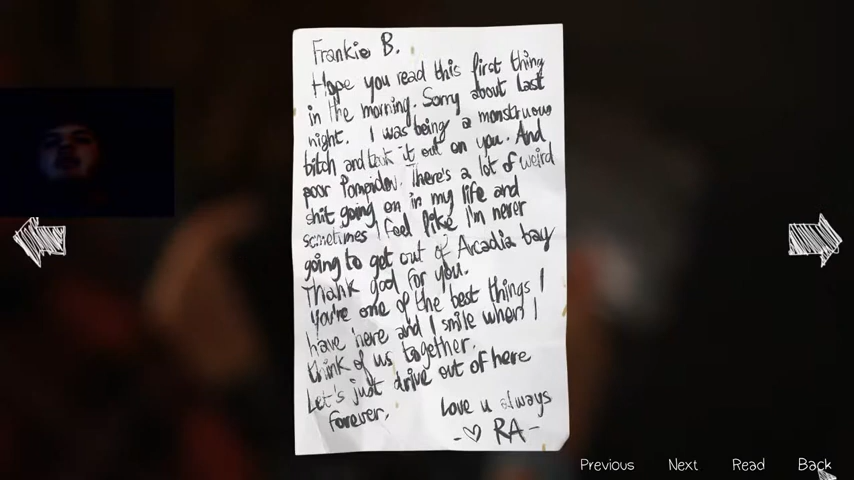 Frankie B.
Hope you read this first thing
in the morning. Sorry about last
night. I was being a monstruous
bitch and took it out on you. And
poor Pompidou. There's a lot of weird
shit going on in my life and
sometimes I feel like I'm never
going to get out of Arcadia bay
Thank god for you.
You're one of the best things I
have here and I smile when I
think of us together.
Let's just drive out of here
forever.
Love u always
-♡ RA-
Previous
Next
Read
Back